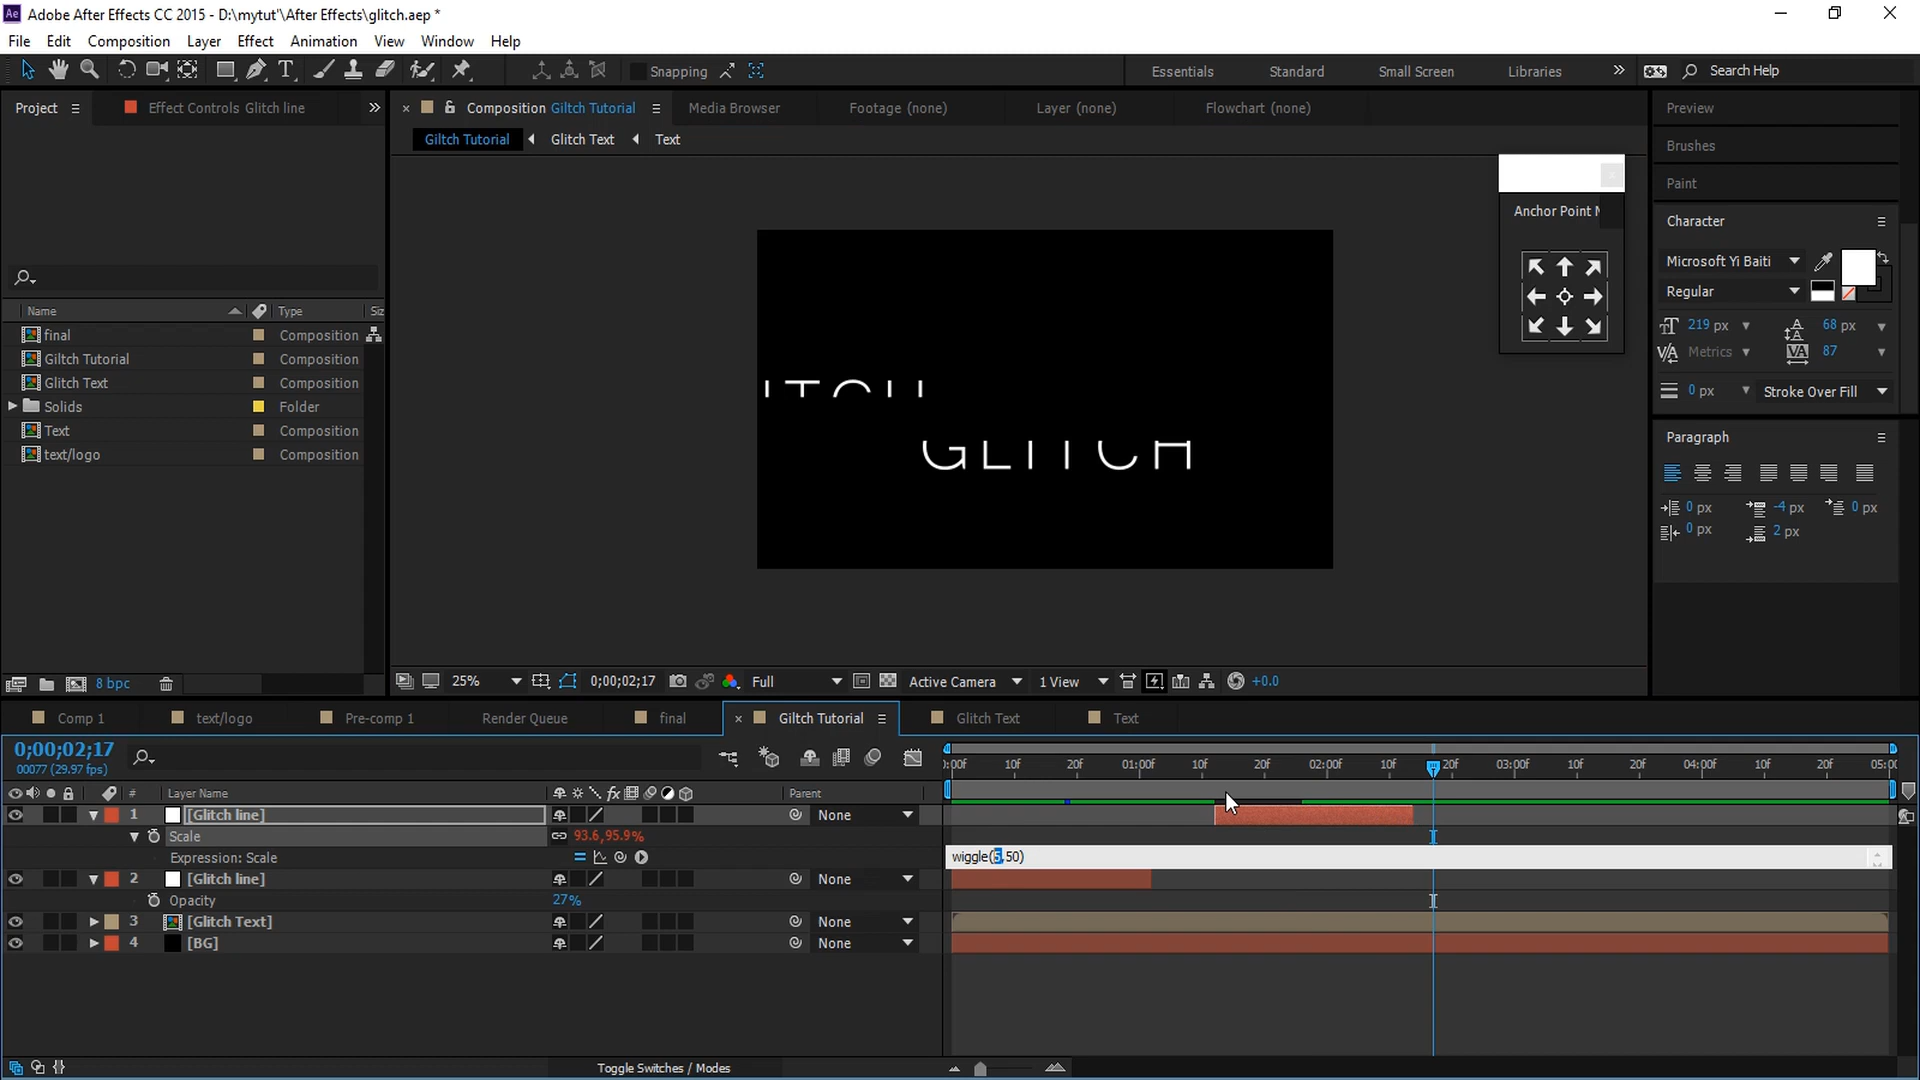 Ae Adobe After Effects CC 2015 - D:\mytut'\After Effects\glitch.aep *
File Edit Composition Layer Effect Animation View Window Help
Snapping Essentials Standard Small Screen Libraries Search Help
Project Effect Controls Glitch line Composition Giltch Tutorial Media Browser Footage (none) Layer (none) Flowchart (none) Preview
Giltch Tutorial Glitch Text Text
Brushes
Paint
Anchor Point
Character
Microsoft Yi Baiti
Regular
219 px 68 px
Metrics 87
0 px Stroke Over Fill
Paragraph
0 px -4 px 0 px
0 px 2 px
Name Type
final Composition
Giltch Tutorial Composition
Glitch Text Composition
Solids Folder
Text Composition
text/logo Composition
GLITCH
8 bpc
25% 0;00;02;17 Full Active Camera 1 View +0.0
Comp 1 text/logo Pre-comp 1 Render Queue final Giltch Tutorial Glitch Text Text
0;00;02;17
00077 (29.97 fps)
:00f 10f 20f 01:00f 10f 20f 02:00f 10f 20f 03:00f 10f 20f 04:00f 10f 20f 05:00
# Layer Name fx Parent
1 [Glitch line] None
Scale 93.6,95.9%
Expression: Scale wiggle(5,50)
2 [Glitch line] None
Opacity 27%
3 [Glitch Text] None
4 [BG] None
Toggle Switches / Modes